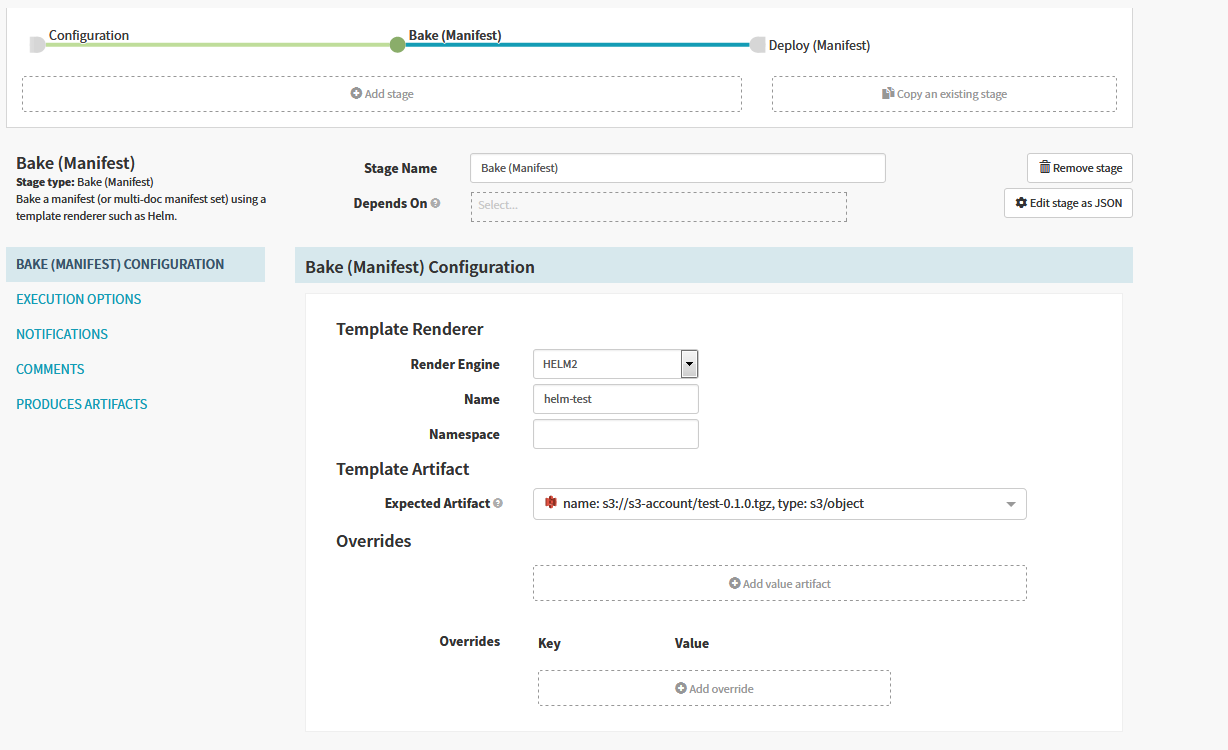 Configuration
Bake (Manifest)
Deploy (Manifest)
Add stage
Copy an existing stage
Bake (Manifest)
Stage type: Bake (Manifest)
Bake a manifest (or multi-doc manifest set) using a
template renderer such as Helm.
Stage Name
Bake (Manifest)
Depends On
Select...
Remove stage
Edit stage as JSON
BAKE (MANIFEST) CONFIGURATION
EXECUTION OPTIONS
NOTIFICATIONS
COMMENTS
PRODUCES ARTIFACTS
Bake (Manifest) Configuration
Template Renderer
Render Engine
HELM2
Name
helm-test
Namespace
Template Artifact
Expected Artifact
name: s3://s3-account/test-0.1.0.tgz, type: s3/object
Overrides
Add value artifact
Overrides
Key
Value
Add override